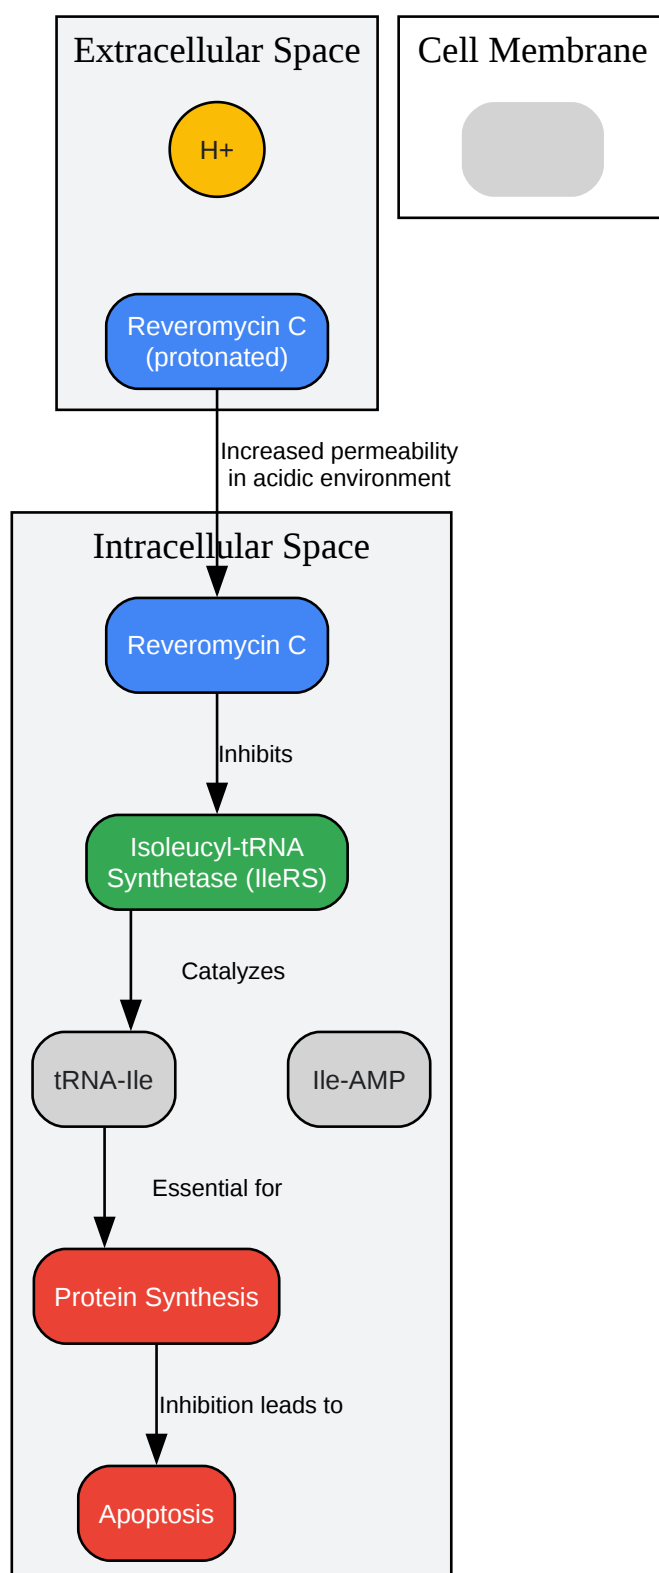 Extracellular Space
Cell Membrane
H+
Reveromycin C
(protonated)
Increased permeability
in acidic environment
Intracellular Space
Reveromycin C
Inhibits
Isoleucyl-tRNA
Synthetase (IleRS)
Catalyzes
tRNA-Ile
Ile-AMP
Essential for
Protein Synthesis
Inhibition leads to
Apoptosis